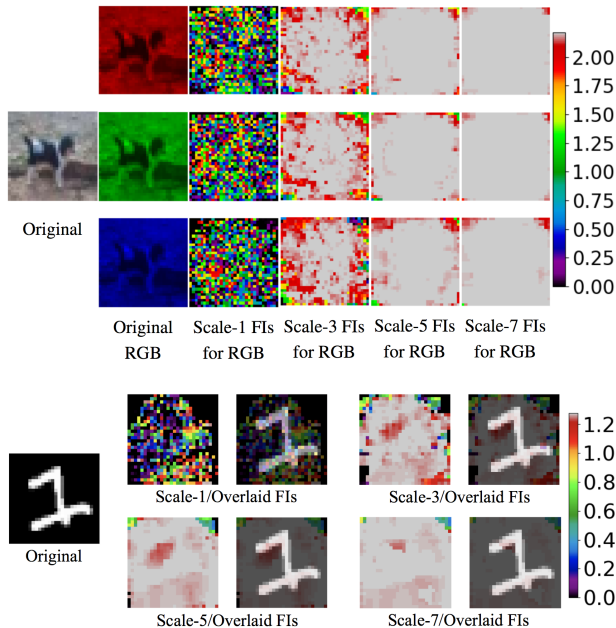 2.00
1.75
1.50
1.25
1.00
0.75
0.50
0.25
0.00
Original
Original Scale-1 FIs Scale-3 FIs Scale-5 FIs Scale-7 FIs
RGB for RGB for RGB for RGB for RGB
Scale-1/Overlaid FIs Scale-3/Overlaid FIs
1.2
1.0
0.8
0.6
0.4
0.2
0.0
Original
Scale-5/Overlaid FIs Scale-7/Overlaid FIs